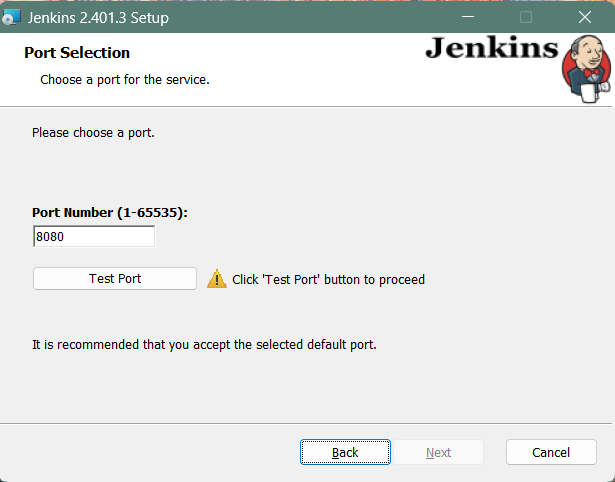 Jenkins 2.401.3 Setup
Port Selection
Jenkins
Choose a port for the service.
Please choose a port.
Port Number (1-65535):
8080
Test Port
Click 'Test Port' button to proceed
It is recommended that you accept the selected default port.
Back
Next
Cancel